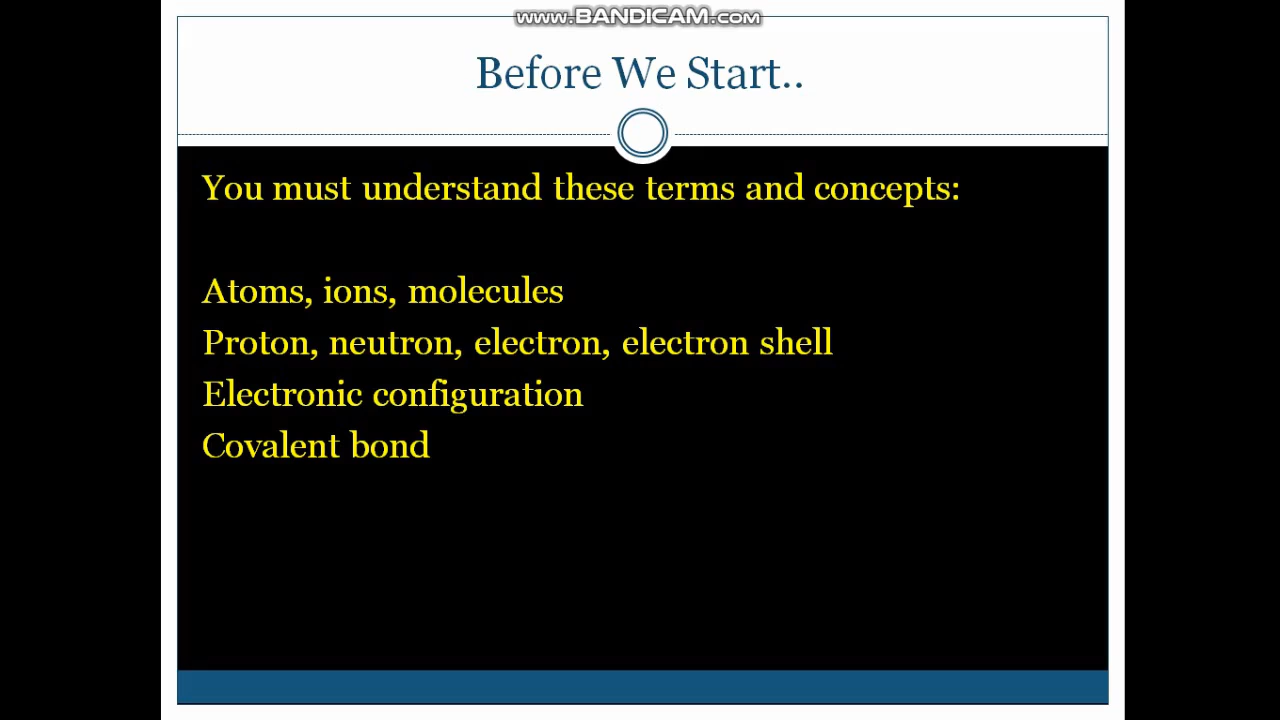 www.BANDICAM.com
Before We Start..
You must understand these terms and concepts:
Atoms, ions, molecules
Proton, neutron, electron, electron shell
Electronic configuration
Covalent bond